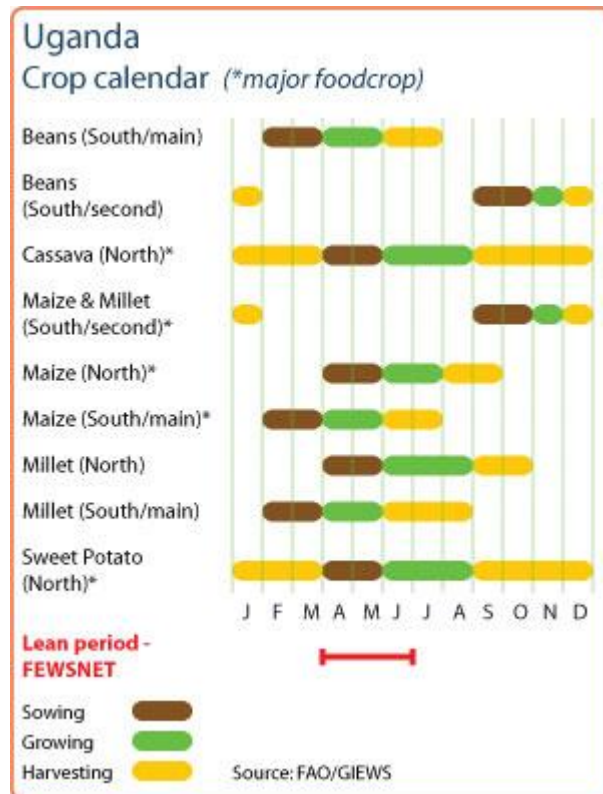 Uganda
Crop calendar (*major foodcrop)
Beans (South/main)
Beans
(South/second)
Cassava (North)*
Maize & Millet
(South/second)*
Maize (North)*
Maize (South/main)*
Millet (North)
Millet (South/main)
Sweet Potato
(North)*
J F M A M J J A S O N D
Lean period -
FEWSNET
Sowing
Growing
Harvesting
Source: FAO/GIEWS